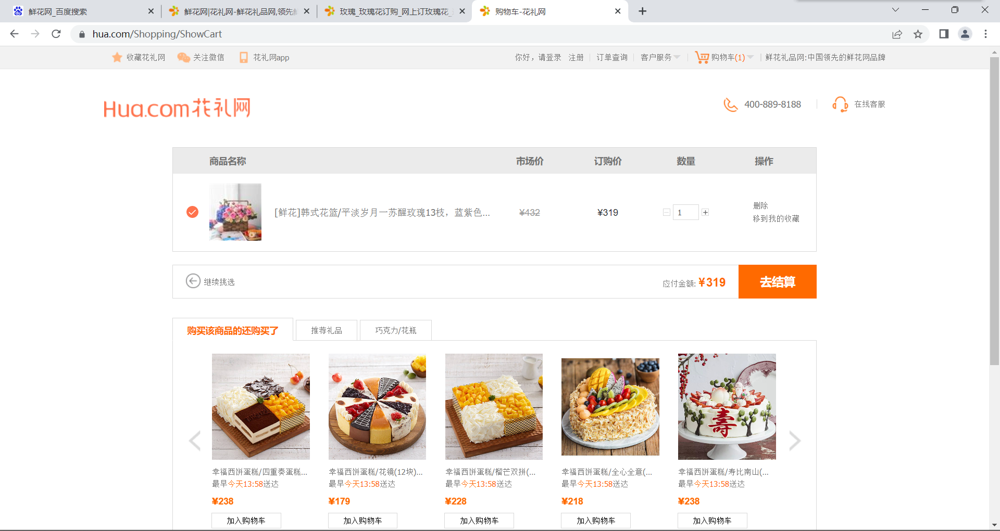 鲜花网_百度搜索
鲜花网|花礼网-鲜花礼品网,领先
玫瑰_玫瑰花订购_网上订玫瑰花_
购物车-花礼网
hua.com/Shopping/ShowCart
收藏花礼网 关注微信 花礼网app
你好，请登录 注册 订单查询 客户服务 购物车(1) 鲜花礼品网:中国领先的鲜花网品牌
Hua.com花礼网
400-889-8188 在线客服
商品名称 市场价 订购价 数量 操作
[鲜花]韩式花篮/平淡岁月一苏醒玫瑰13枝，蓝紫色... ¥432 ¥319 1 删除
移到我的收藏
继续挑选 应付金额: ¥319 去结算
购买该商品的还购买了 推荐礼品 巧克力/花瓶
寿
幸福西饼蛋糕/四重奏蛋糕... 幸福西饼蛋糕/花镜(12块)... 幸福西饼蛋糕/榴芒双拼(... 幸福西饼蛋糕/全心全意(... 幸福西饼蛋糕/寿比南山(...
最早今天13:58送达 最早今天13:58送达 最早今天13:58送达 最早今天13:58送达 最早今天13:58送达
¥238 ¥179 ¥228 ¥218 ¥238
加入购物车 加入购物车 加入购物车 加入购物车 加入购物车